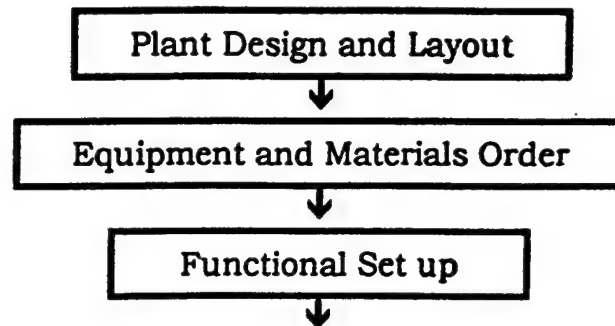 Plant Design and Layout
Equipment and Materials Order
Functional Set up